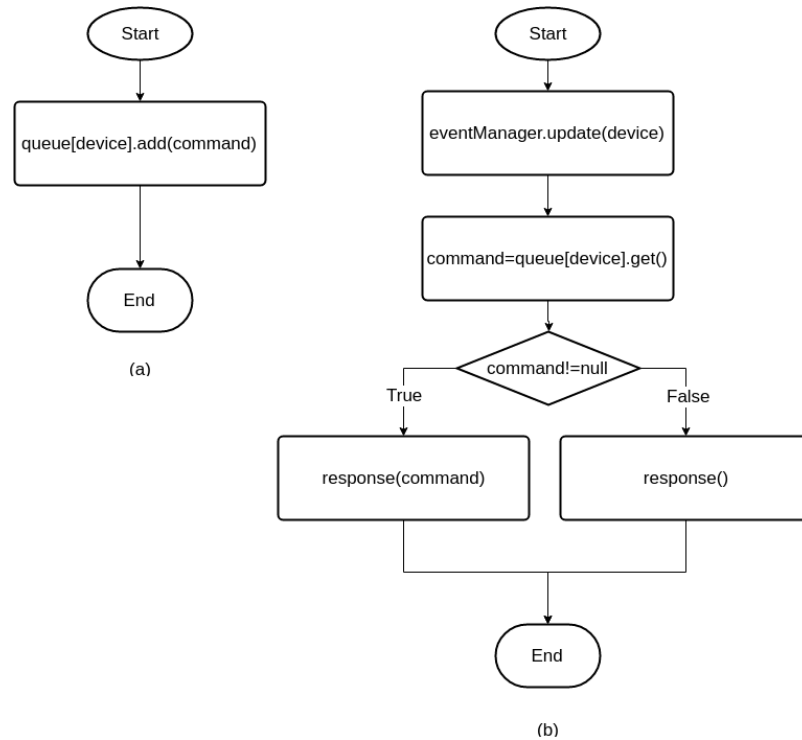 Start
queue[device].add(command)
End
(a)
Start
eventManager.update(device)
command=queue[device].get()
command!=null
True
False
response(command)
response()
End
(b)